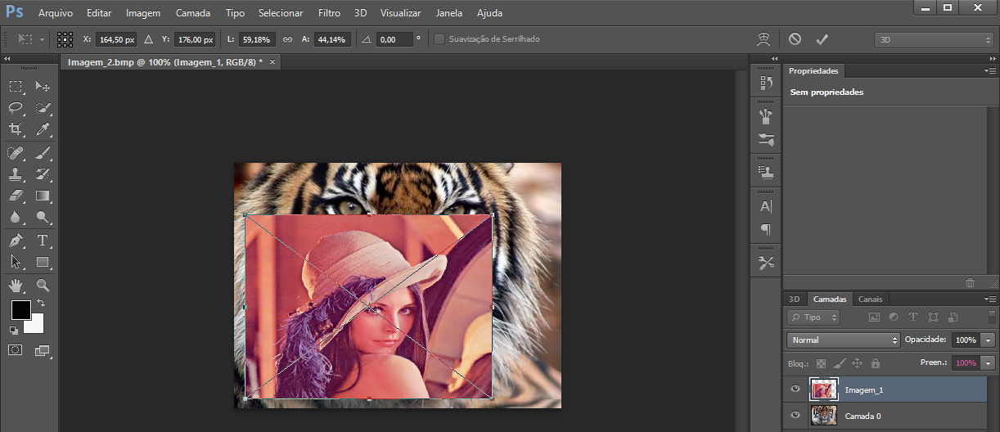 Ps Arquivo Editar Imagem Camada Tipo Selecionar Filtro 3D Visualizar Janela Ajuda
X: 164,50 px Y: 176,00 px L: 59,18% A: 44,14% 0,00 ° Suavização de Serrilhado 3D
Imagem_2.bmp @ 100% (Imagem_1, RGB/8) * ×
Propriedades
Sem propriedades
3D Camadas Canais
Tipo
Normal Opacidade: 100%
Bloq.: Preen.: 100%
Imagem_1
Camada 0